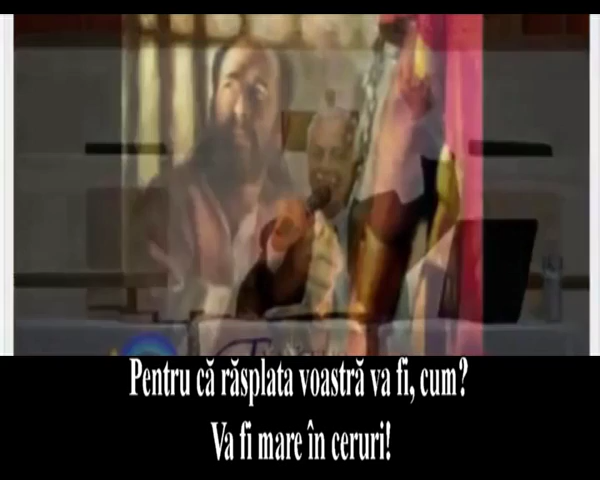 Pentru că răsplata voastră va fi, cum?
Va fi mare în ceruri!